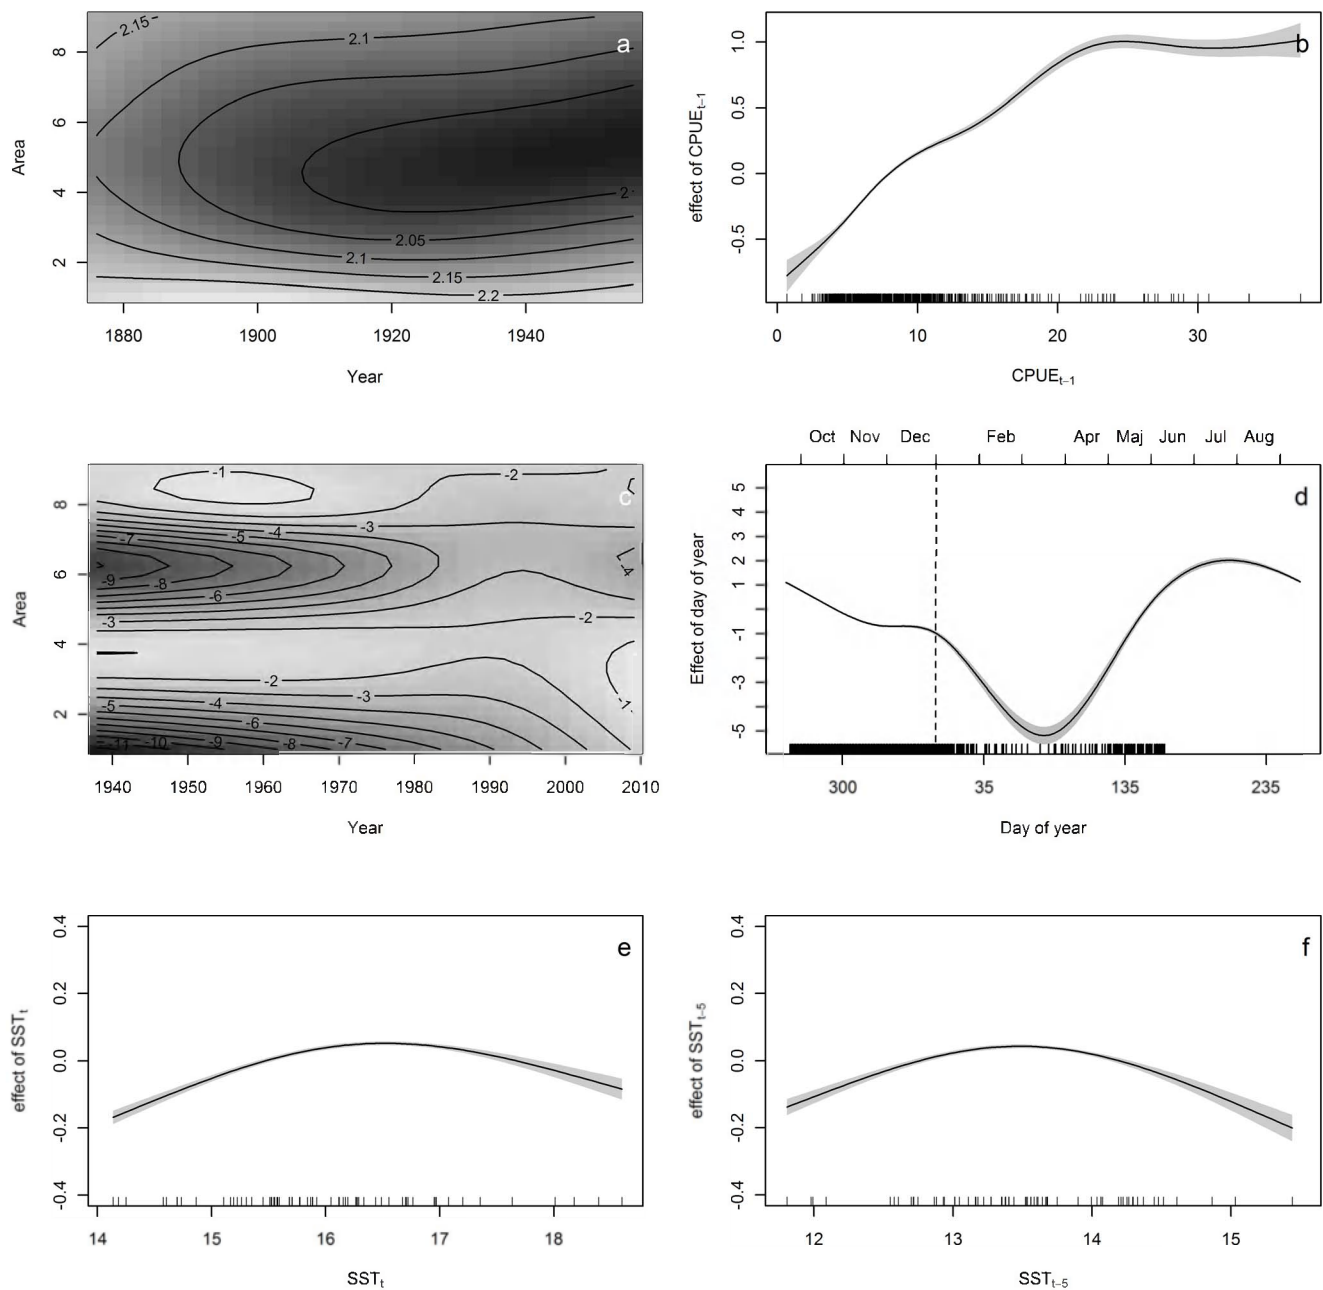 a
2.15
2.1
2
2.05
2.1
2.15
2.2
8
6
4
2
Area
1880 1900 1920 1940
Year
b
1.0
0.5
0.0
-0.5
effect of CPUEt−1
0 10 20 30
CPUEt−1
c
-1
-2
-3
-4
-5
-7
-9
-8
-6
-4
-3
-2
-2
-3
-4
-5
-6
-1
-11
-10
-9
-8
-7
8
6
4
2
Area
1940 1950 1960 1970 1980 1990 2000 2010
Year
Oct Nov Dec Feb Apr Maj Jun Jul Aug
d
5
4
3
2
1
-1
-3
-5
Effect of day of year
300 35 135 235
Day of year
e
0.4
0.2
0.0
-0.2
-0.4
effect of SSTt
14 15 16 17 18
SSTt
f
0.4
0.2
0.0
-0.2
-0.4
effect of SSTt−5
12 13 14 15
SSTt−5